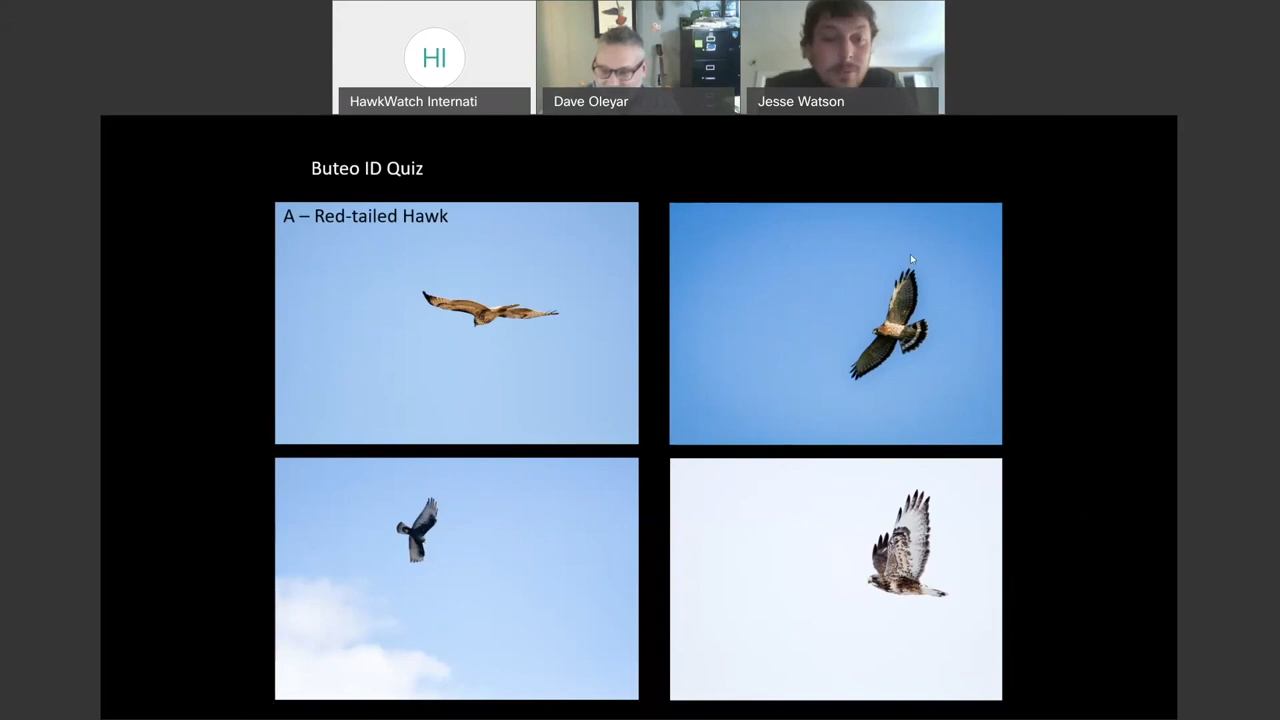 HI
HawkWatch Internati
Dave Oleyar
Jesse Watson
Buteo ID Quiz
A – Red-tailed Hawk